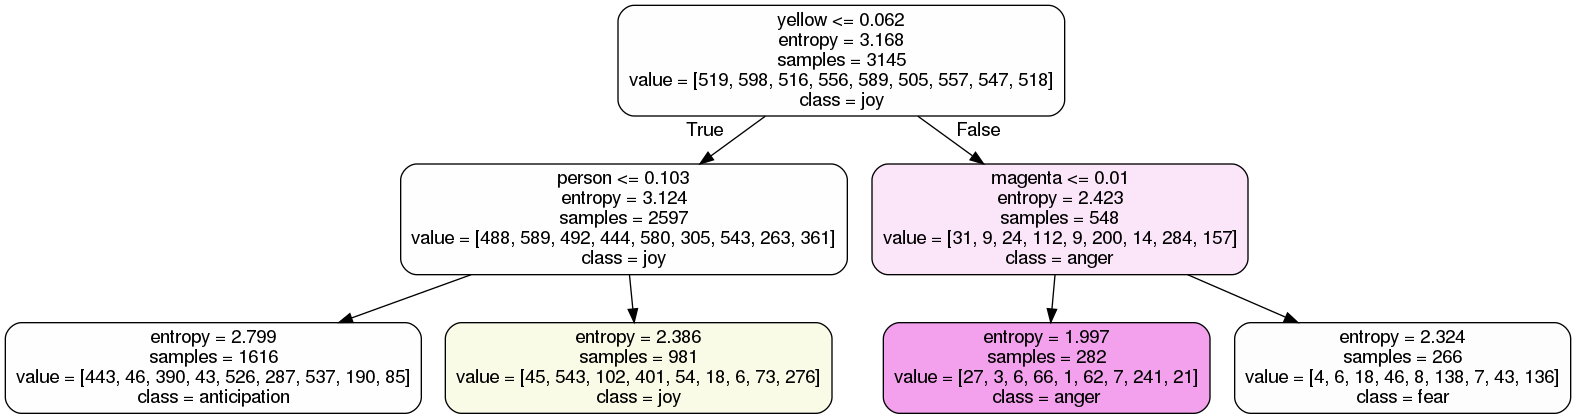 yellow <= 0.062
entropy = 3.168
samples = 3145
value = [519, 598, 516, 556, 589, 505, 557, 547, 518]
class = joy
True
False
person <= 0.103
entropy = 3.124
samples = 2597
value = [488, 589, 492, 444, 580, 305, 543, 263, 361]
class = joy
magenta <= 0.01
entropy = 2.423
samples = 548
value = [31, 9, 24, 112, 9, 200, 14, 284, 157]
class = anger
entropy = 2.799
samples = 1616
value = [443, 46, 390, 43, 526, 287, 537, 190, 85]
class = anticipation
entropy = 2.386
samples = 981
value = [45, 543, 102, 401, 54, 18, 6, 73, 276]
class = joy
entropy = 1.997
samples = 282
value = [27, 3, 6, 66, 1, 62, 7, 241, 21]
class = anger
entropy = 2.324
samples = 266
value = [4, 6, 18, 46, 8, 138, 7, 43, 136]
class = fear